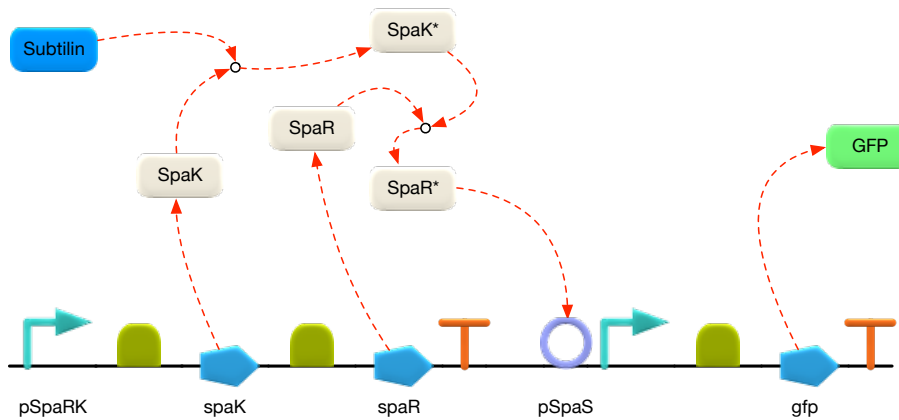 Subtilin
SpaK*
SpaR
GFP
SpaK
SpaR*
pSpaRK
spaK
spaR
pSpaS
gfp